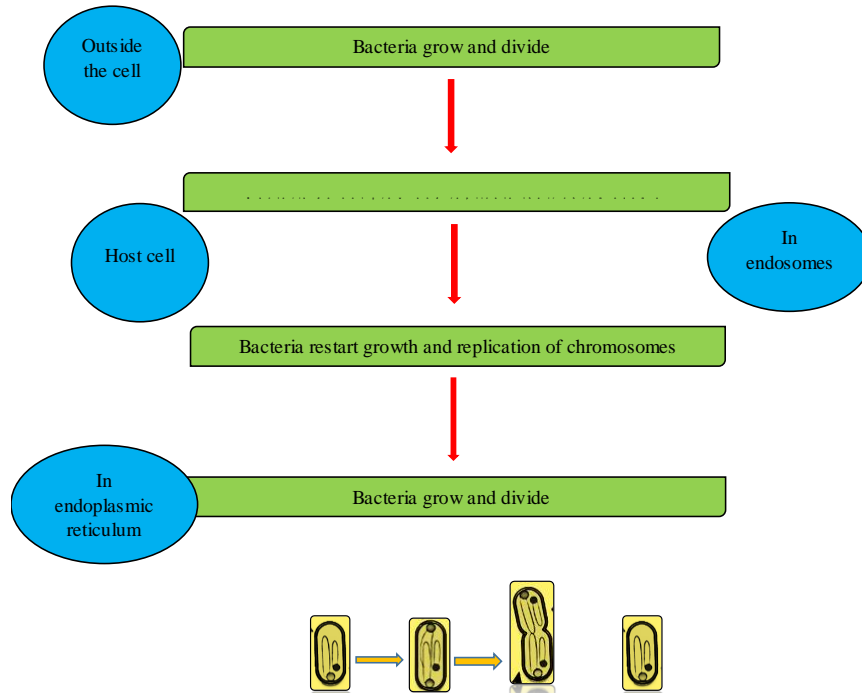 Outside
the cell
Bacteria grow and divide
Host cell
In
endosomes
Bacteria restart growth and replication of chromosomes
In
endoplasmic
reticulum
Bacteria grow and divide